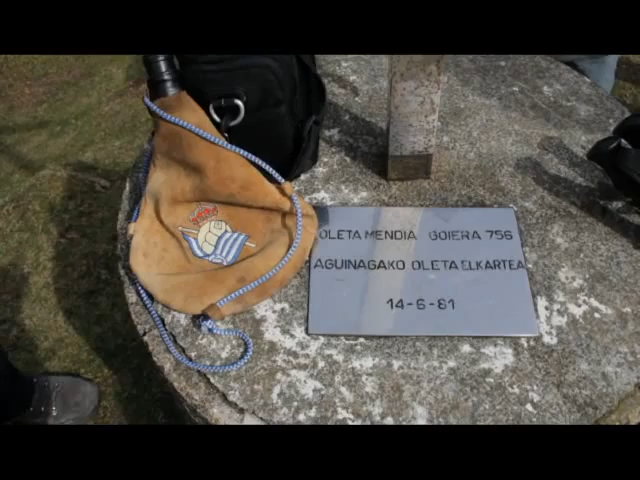 OLETA MENDIA GOIERA 756
AGUINAGAKO OLETA ELKARTEA
14-6-81